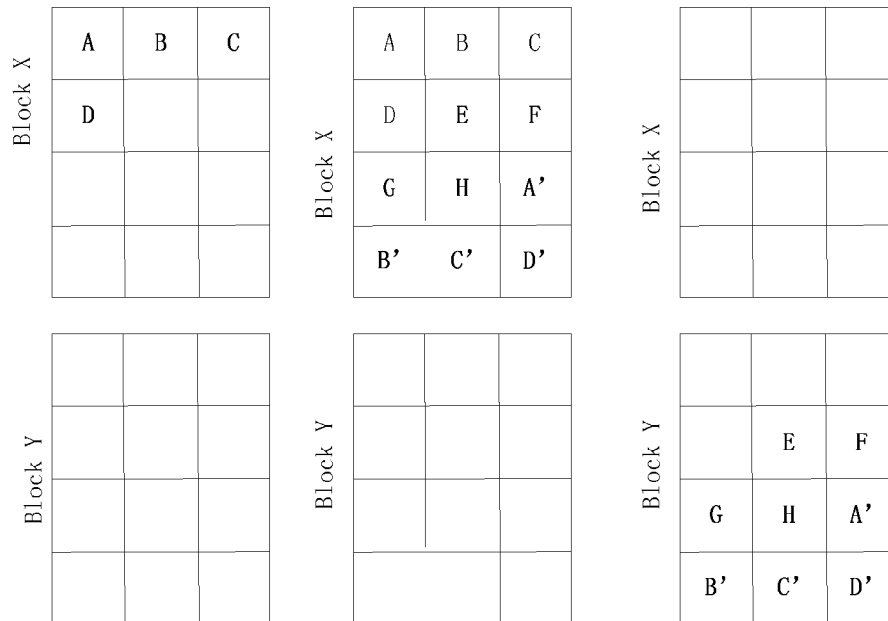 Block X
A B C
D
Block X
A B C
D E F
G H A'
B' C' D'
Block X
Block Y
Block Y
Block Y
E F
G H A'
B' C' D'